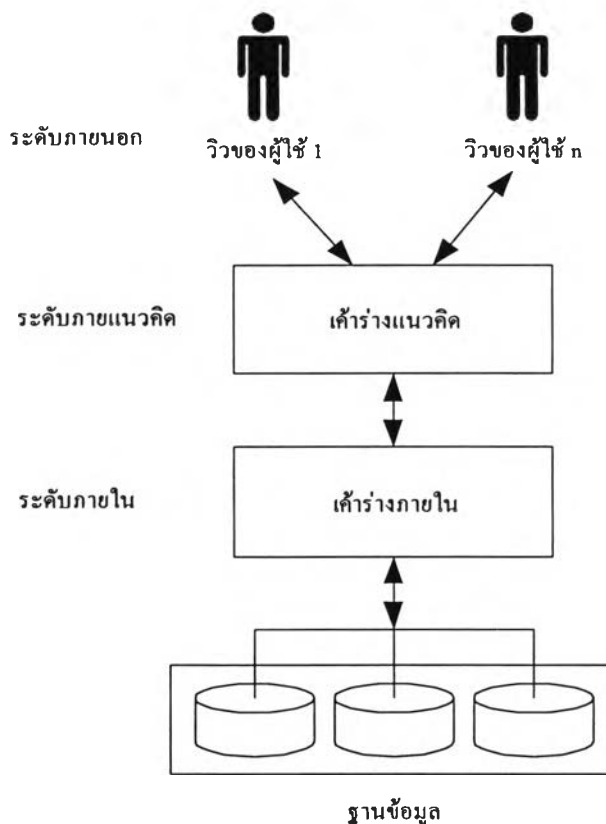 ระดับภายนอก
วิวของผู้ใช้ 1
วิวของผู้ใช้ n
ระดับภายแนวคิด
เค้าร่างแนวคิด
ระดับภายใน
เค้าร่างภายใน
ฐานข้อมูล